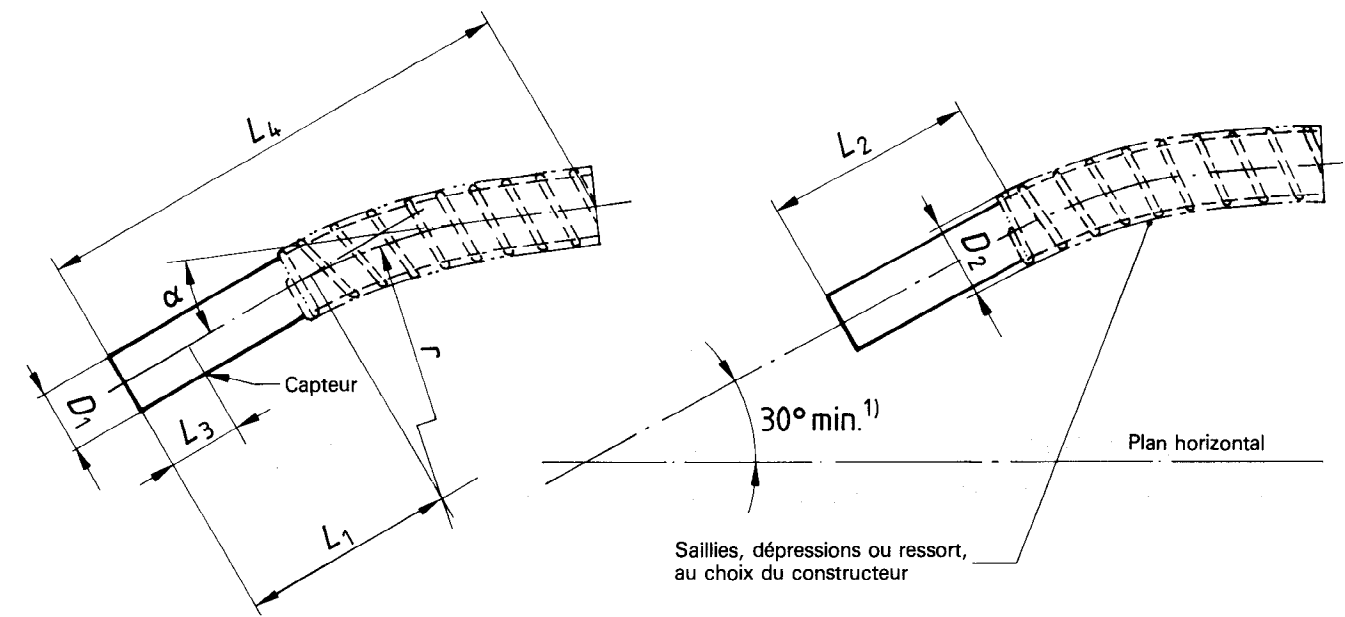 L4
L2
α
D2
r
Capteur
D1
L3
30° min.1)
Plan horizontal
L1
Saillies, dépressions ou ressort,
au choix du constructeur